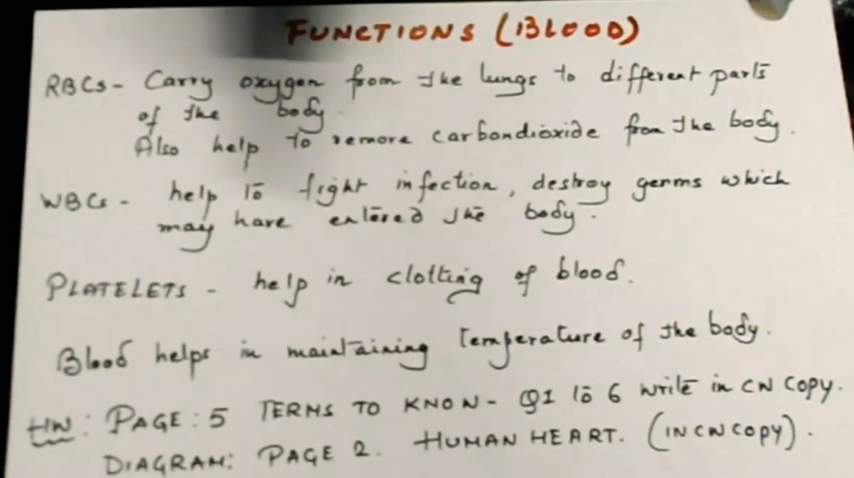 FUNCTIONS (BLOOD)
RBCs - Carry oxygen from the lungs to different parts
of the body.
Also help to remove carbondioxide from the body.
WBCs - help to fight infection, destroy germs which
may have entered the body.
PLATELETS - help in clotting of blood.
Blood helps in maintaining temperature of the body.
HW: PAGE: 5 TERMS TO KNOW - Q1 to 6 write in CW COPY.
DIAGRAM: PAGE 2. HUMAN HEART. (IN CW COPY).